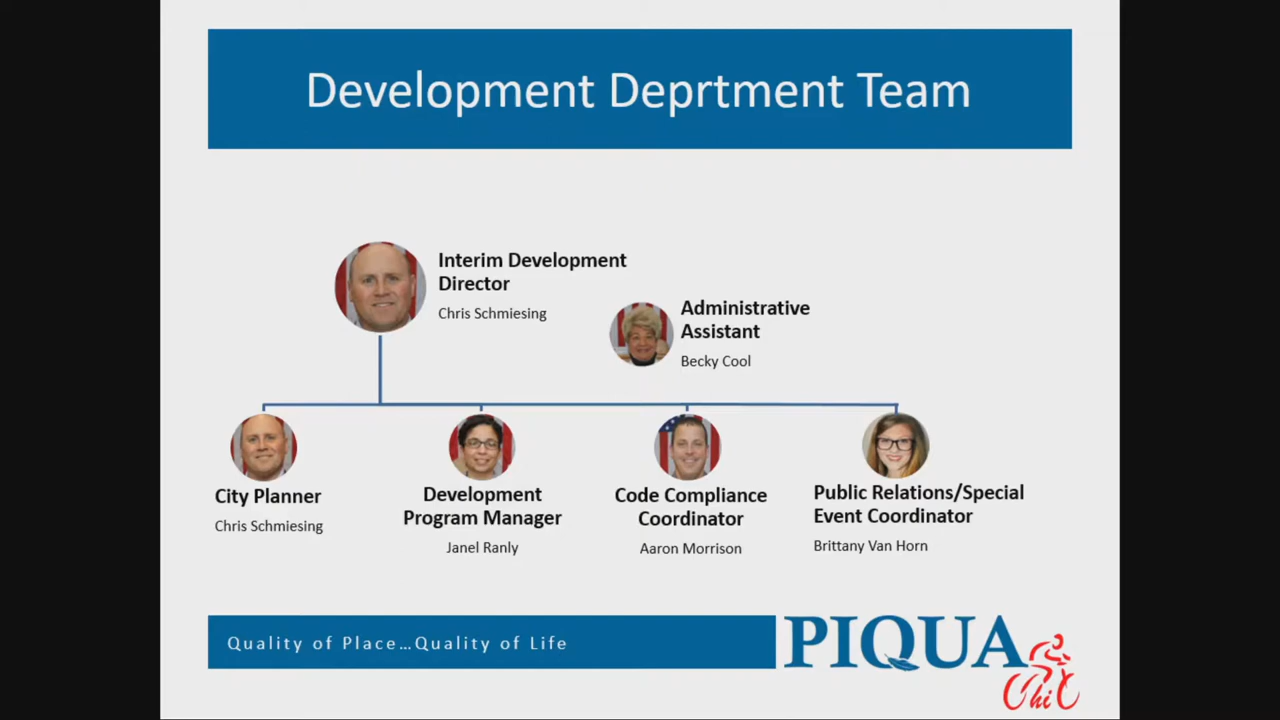 Development Deprtment Team
Interim Development
Director
Chris Schmiesing
Administrative
Assistant
Becky Cool
City Planner
Chris Schmiesing
Development
Program Manager
Janel Ranly
Code Compliance
Coordinator
Aaron Morrison
Public Relations/Special
Event Coordinator
Brittany Van Horn
Quality of Place…Quality of Life
PIQUA
OhiO